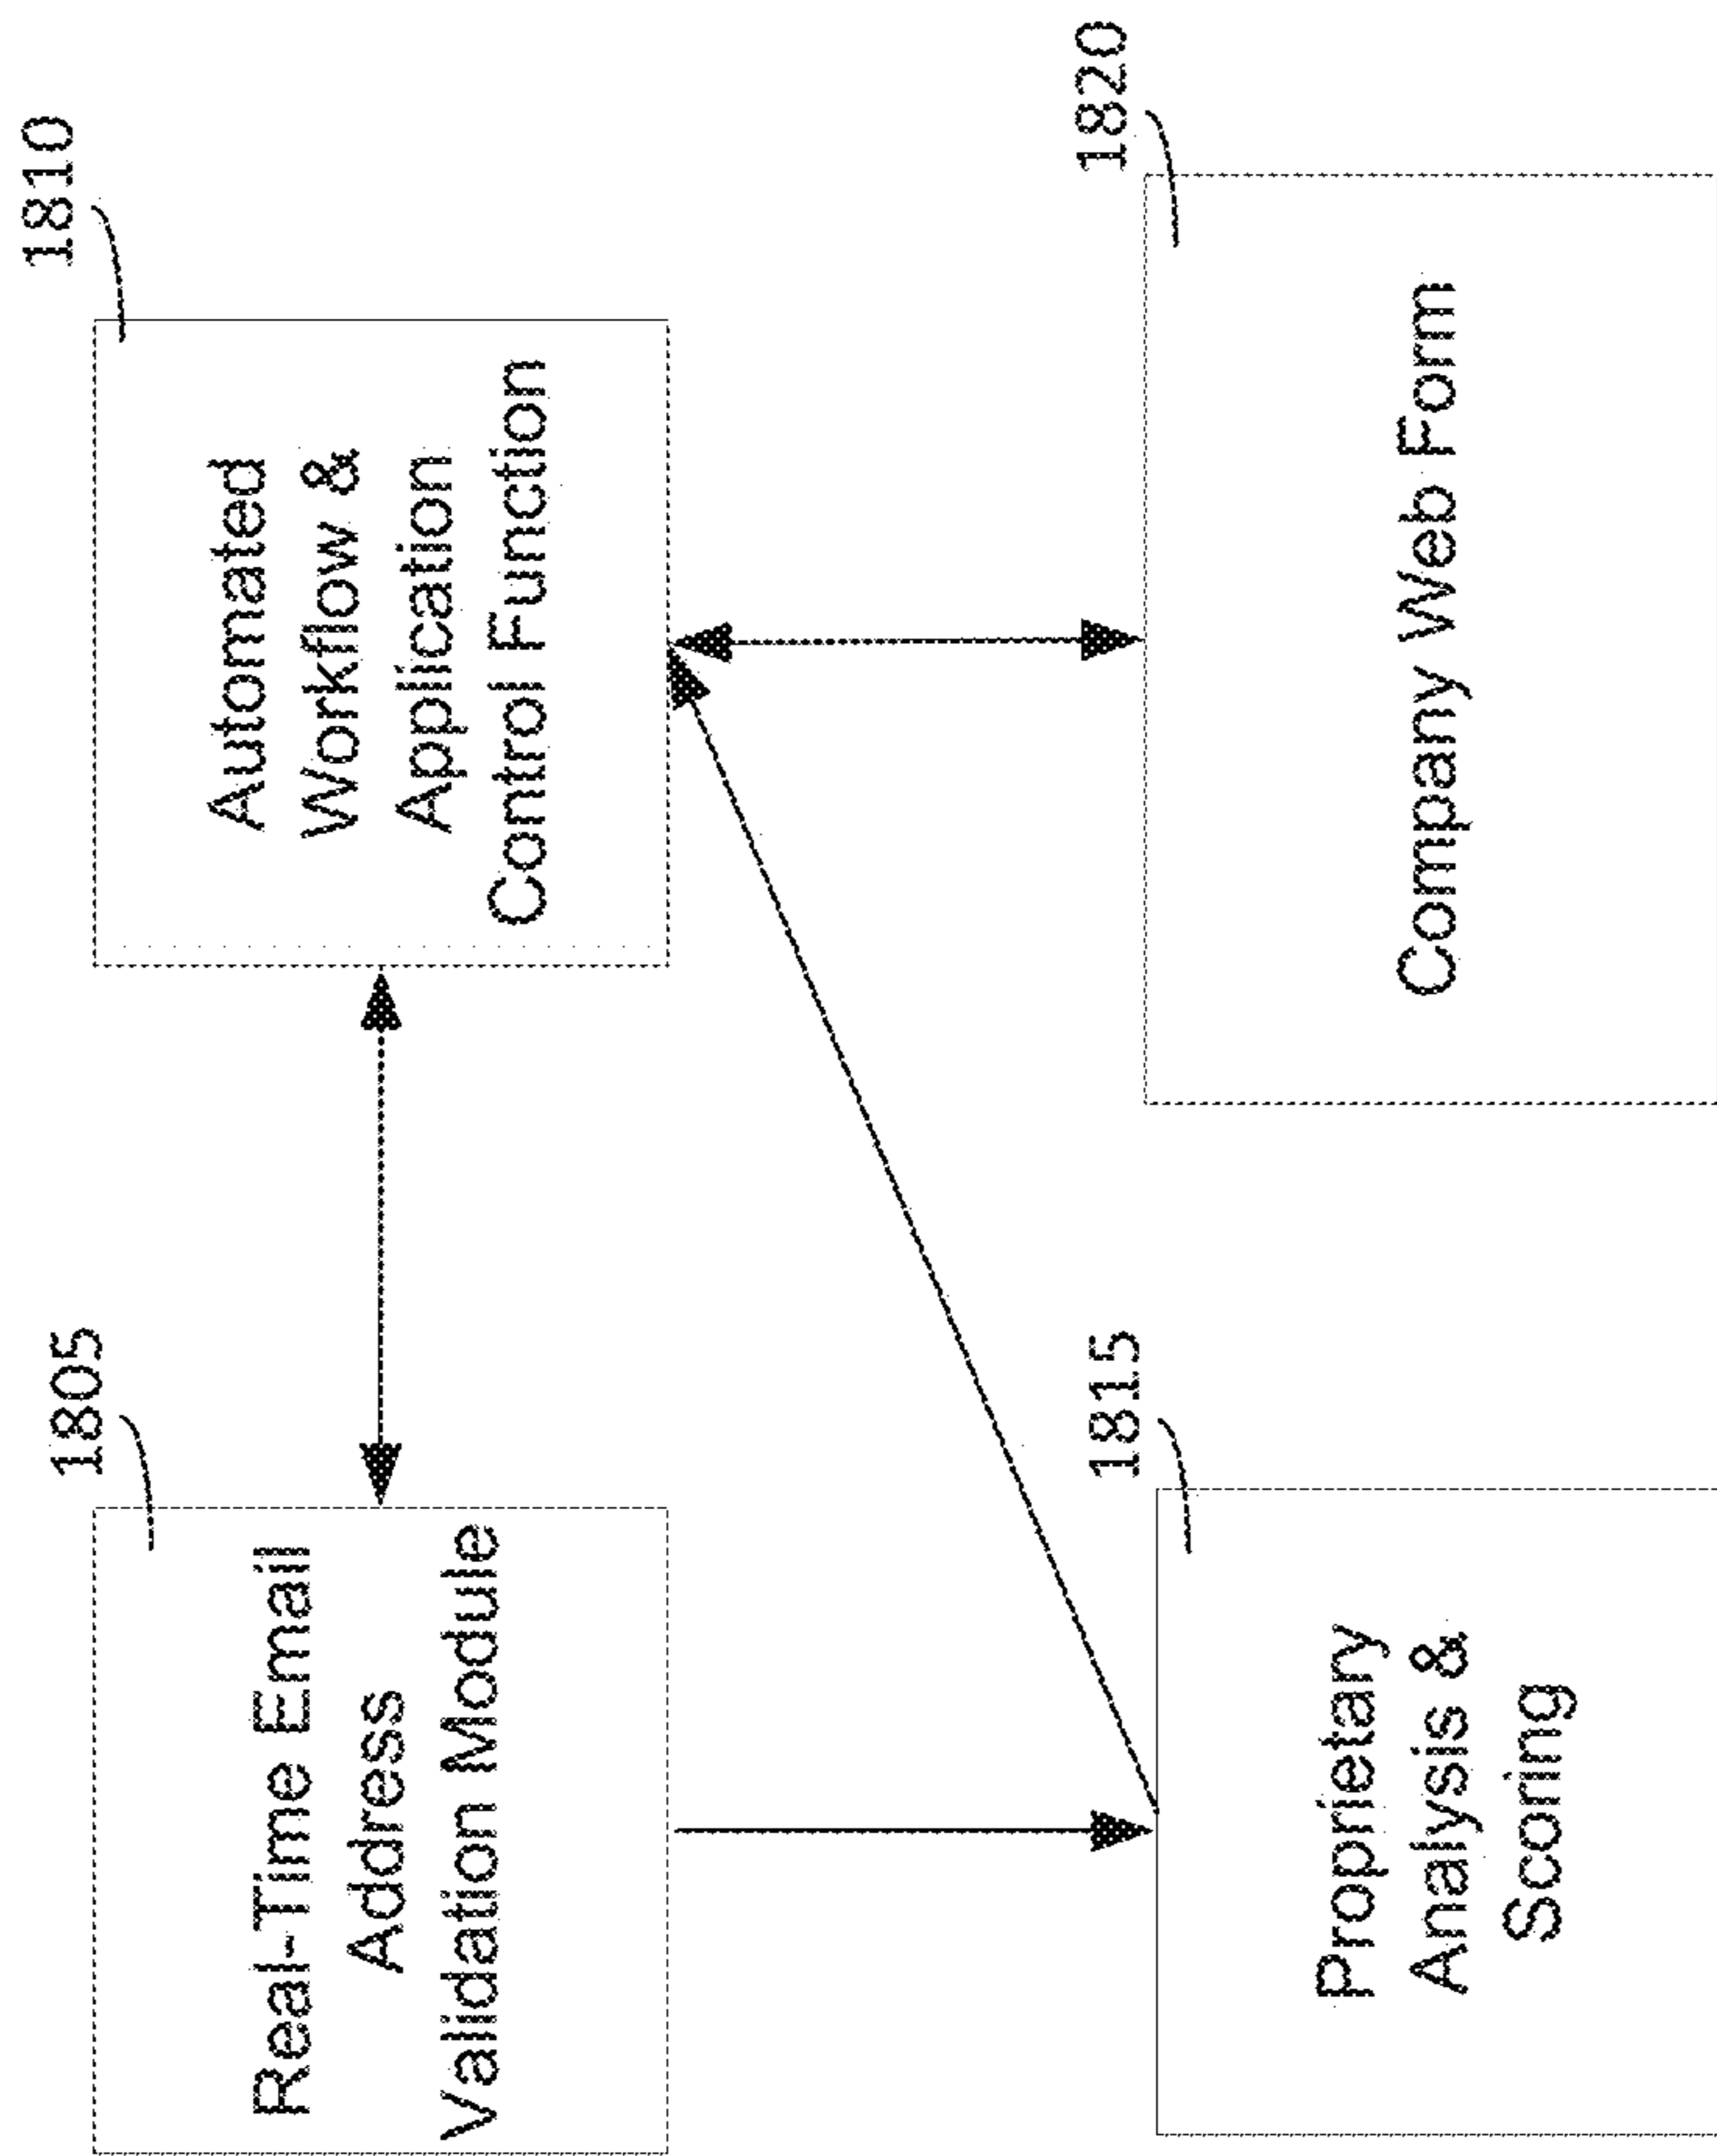 1805
Real-Time Email
Address
Validation Module
1810
Automated
Workflow &
Application
Control Function
1815
Proprietary
Analysis &
Scoring
1820
Company Web Form